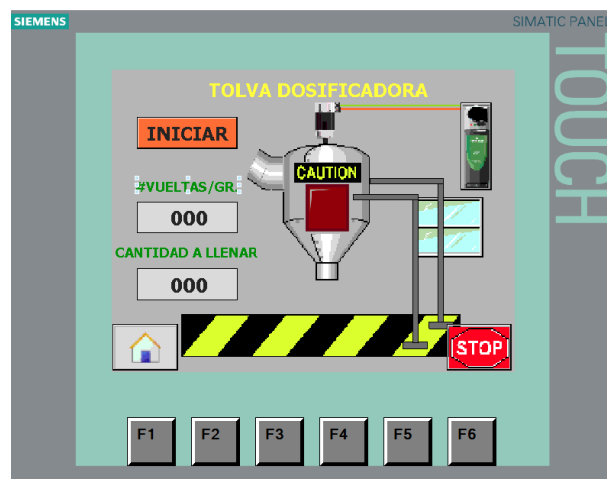 SIEMENS
SIMATIC PANEL
TOUCH
TOLVA DOSIFICADORA
INICIAR
CAUTION
#VUELTAS/GR.
000
CANTIDAD A LLENAR
000
STOP
F1
F2
F3
F4
F5
F6